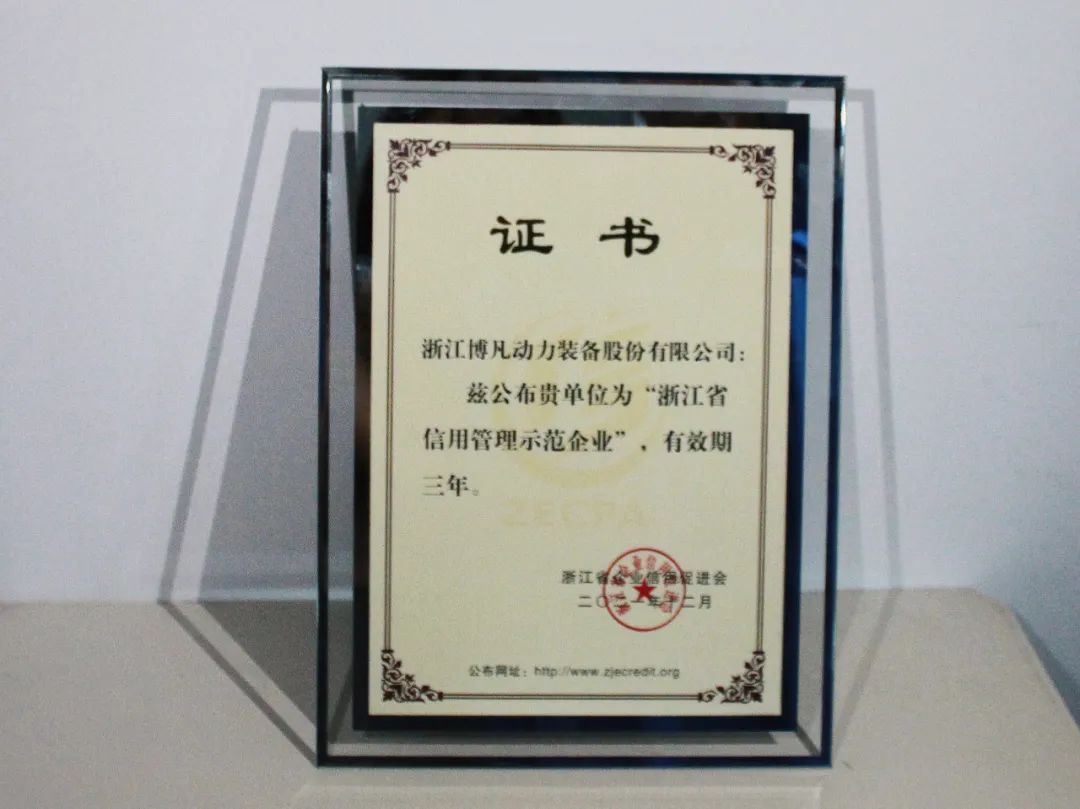 证 书
浙江博凡动力装备股份有限公司：
兹公布贵单位为“浙江省
信用管理示范企业”，有效期
三年。
ZECPA
浙江省企业信用促进会
二〇二一年十二月
公布网址：http://www.zjecredit.org